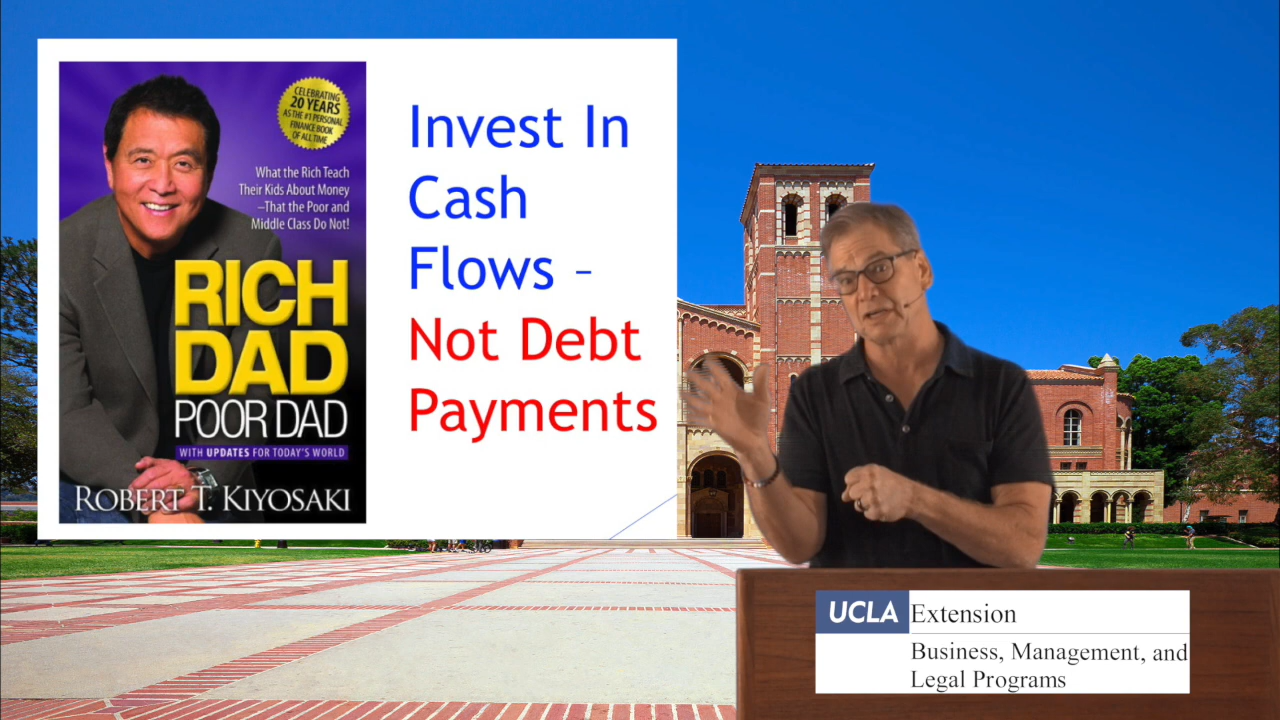 CELEBRATING
20 YEARS
AS THE #1 PERSONAL
FINANCE BOOK
OF ALL TIME
What the Rich Teach
Their Kids About Money
–That the Poor and
Middle Class Do Not!
RICH
DAD
POOR DAD
WITH UPDATES FOR TODAY'S WORLD
ROBERT T. KIYOSAKI
Invest In
Cash
Flows –
Not Debt
Payments
UCLA Extension
Business, Management, and
Legal Programs